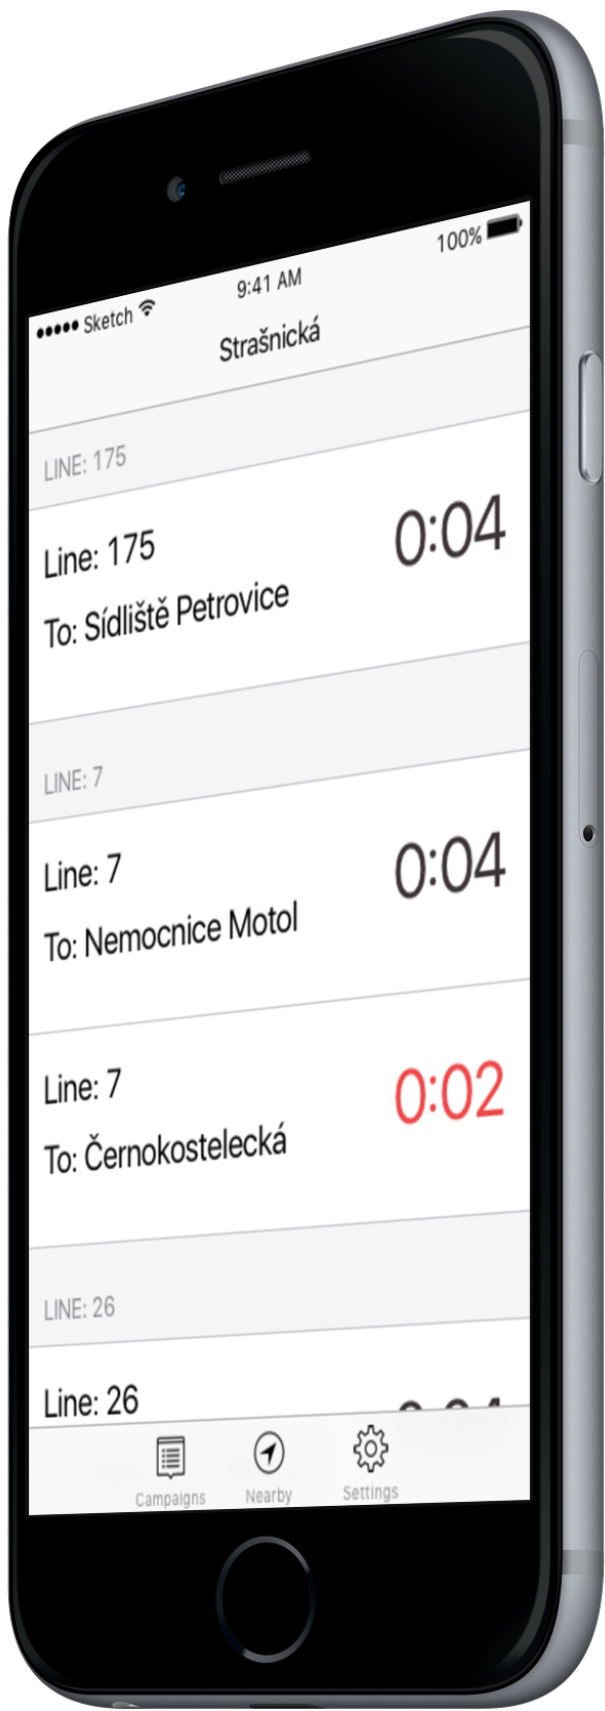 Sketch 9:41 AM 100%
Strašnická
LINE: 175
Line: 175
0:04
To: Sídliště Petrovice
LINE: 7
Line: 7
0:04
To: Nemocnice Motol
Line: 7
0:02
To: Černokostelecká
LINE: 26
Line: 26
Campaigns Nearby Settings